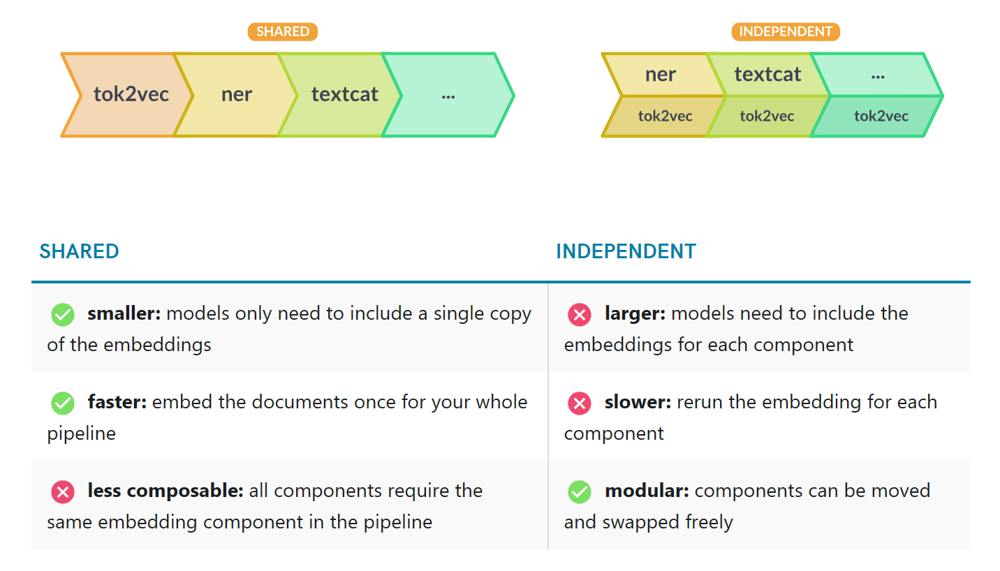 SHARED
tok2vec
ner
textcat
...
INDEPENDENT
ner
textcat
...
tok2vec
tok2vec
tok2vec
SHARED
INDEPENDENT
smaller: models only need to include a single copy
of the embeddings
larger: models need to include the
embeddings for each component
faster: embed the documents once for your whole
pipeline
slower: rerun the embedding for each
component
less composable: all components require the
same embedding component in the pipeline
modular: components can be moved
and swapped freely